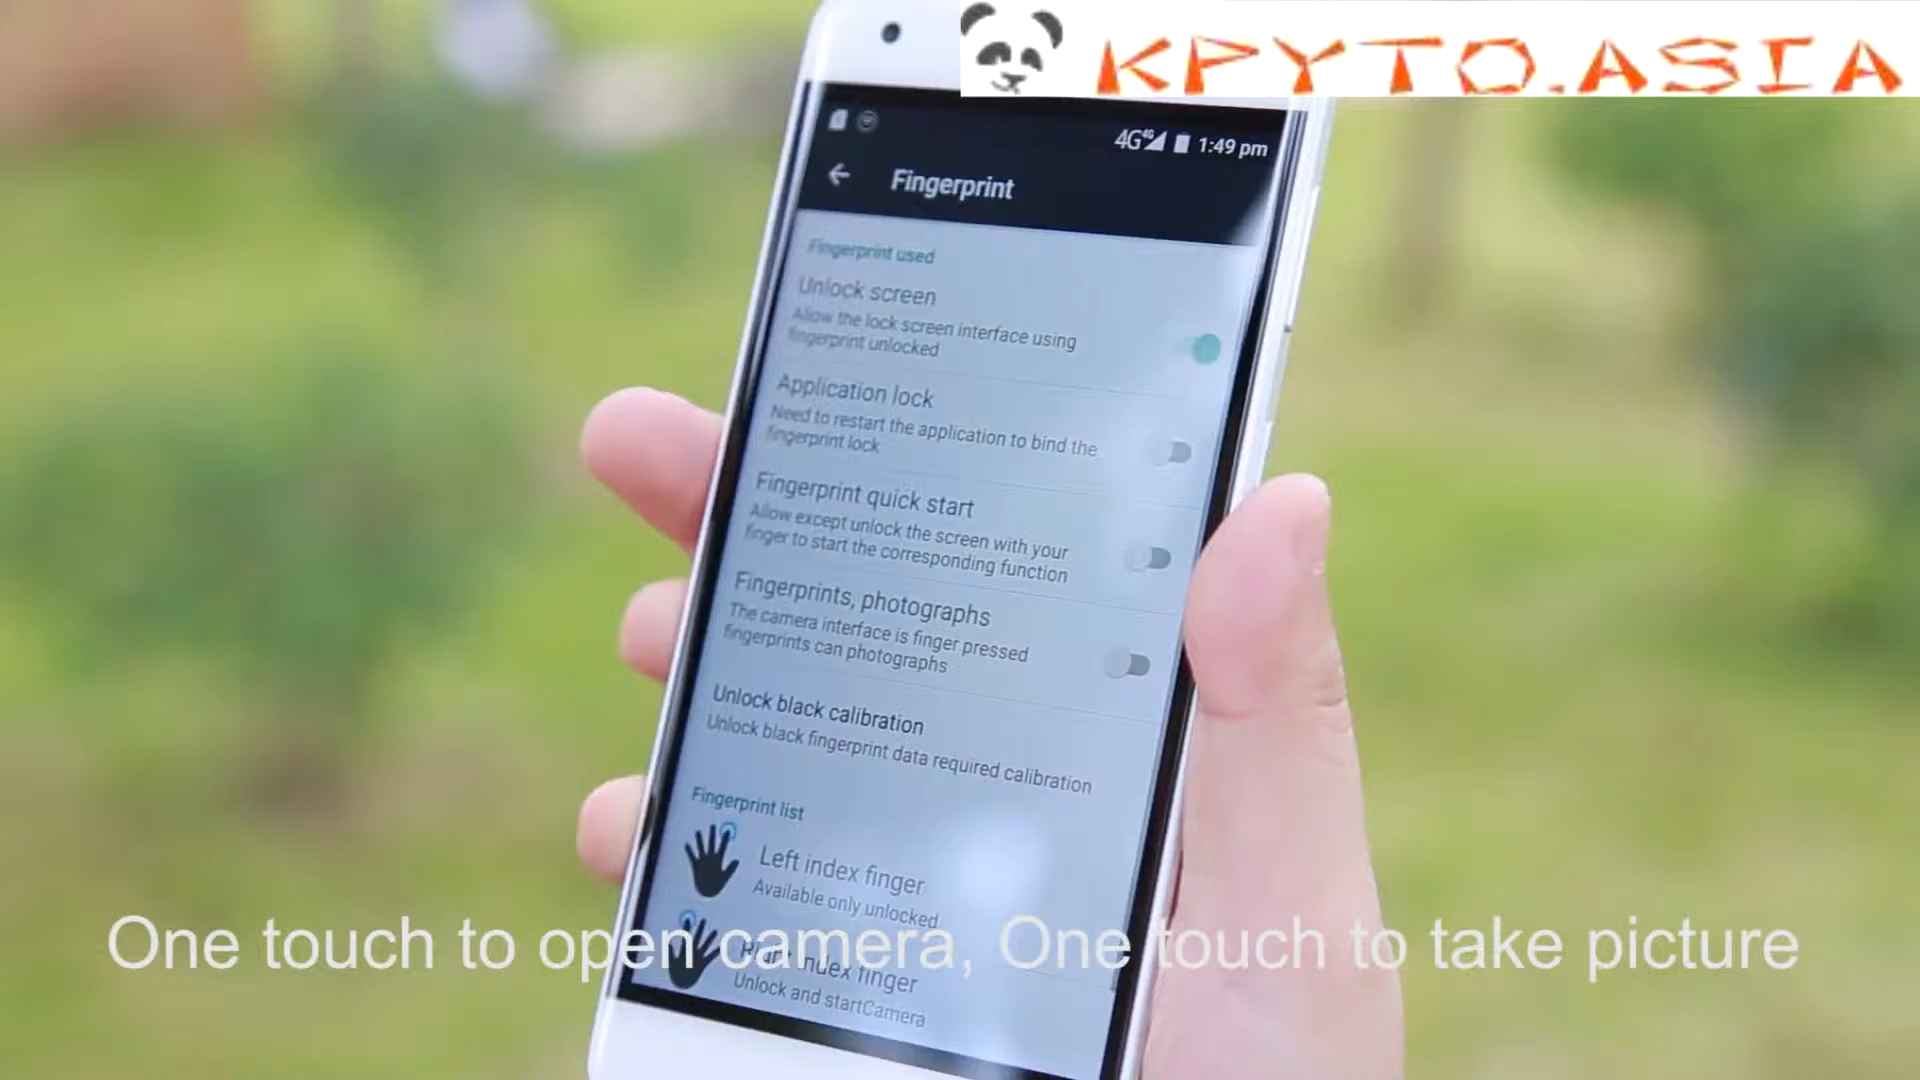 KPYTO.ASIA
4G 4G 1:49 pm
Fingerprint
Fingerprint used
Unlock screen
Allow the lock screen interface using
fingerprint unlocked
Application lock
Need to restart the application to bind the
fingerprint lock
Fingerprint quick start
Allow except unlock the screen with your
finger to start the corresponding function
Fingerprints, photographs
The camera interface is finger pressed
fingerprints can photographs
Unlock black calibration
Unlock black fingerprint data required calibration
Fingerprint list
Left index finger
Available only unlocked
Right index finger
Unlock and startCamera
One touch to open camera, One touch to take picture